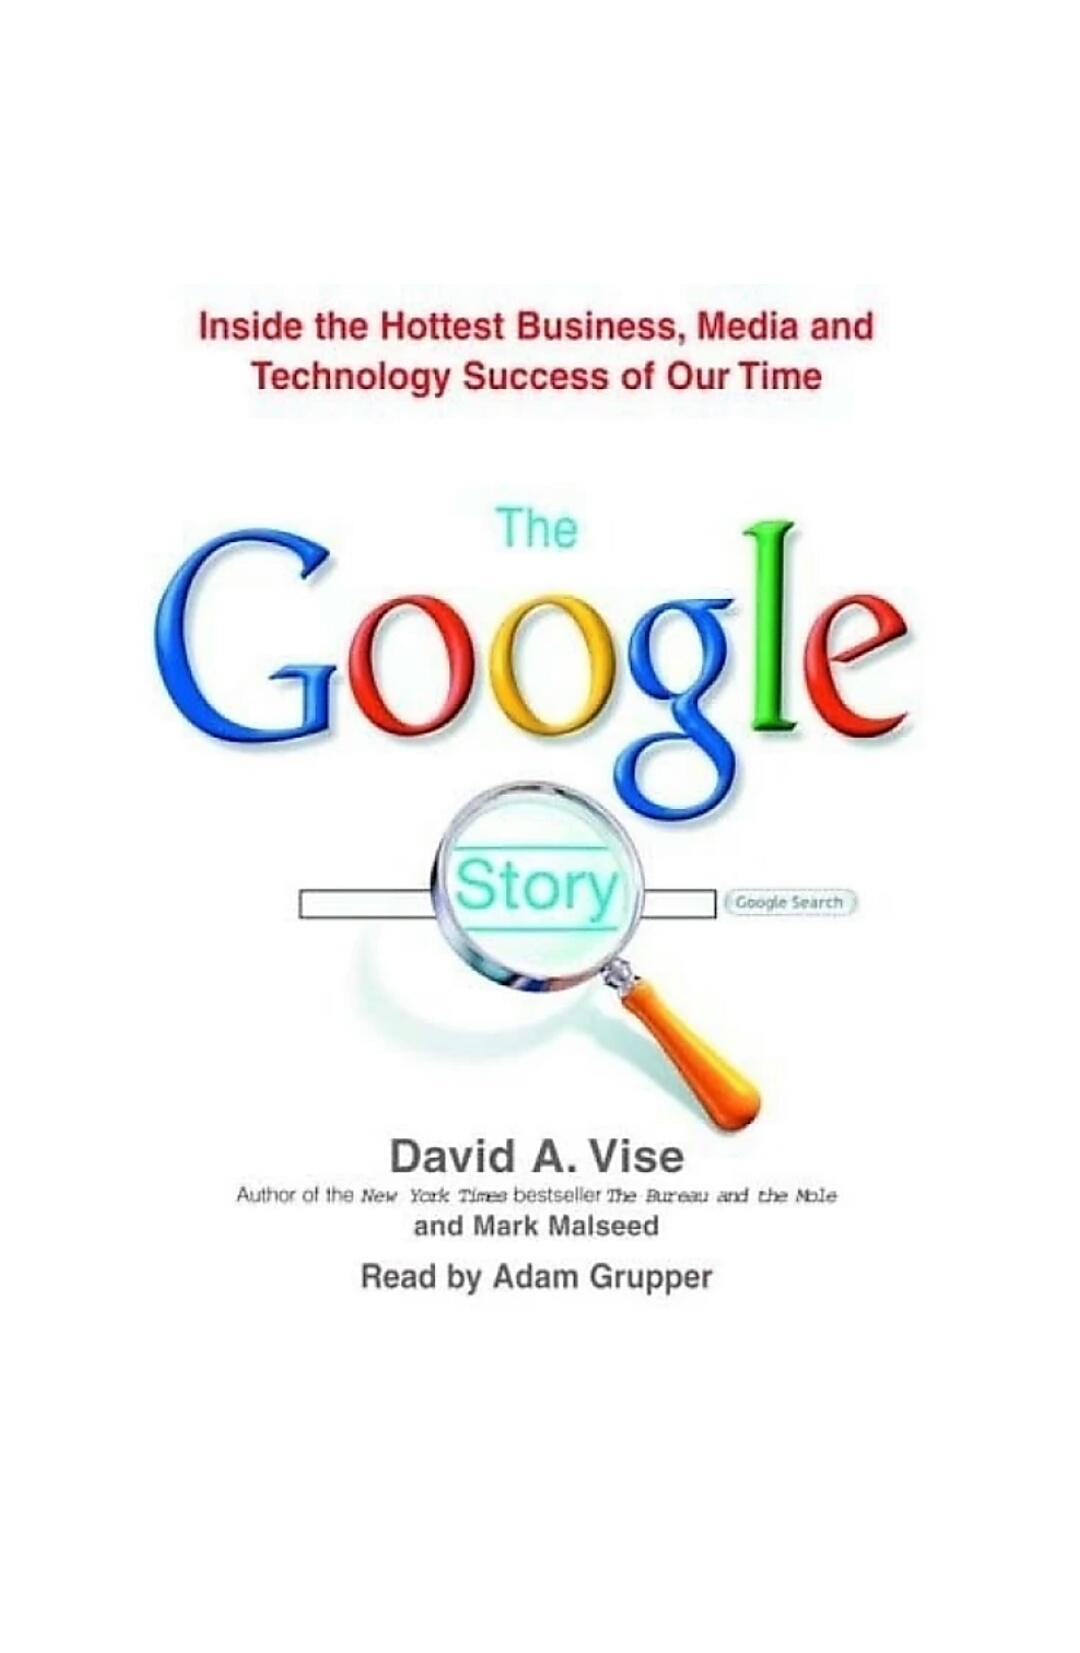 Inside the Hottest Business, Media and
Technology Success of Our Time
The
Google
Story
Google Search
David A. Vise
Author of the New York Times bestseller The Bureau and the Mole
and Mark Malseed
Read by Adam Grupper